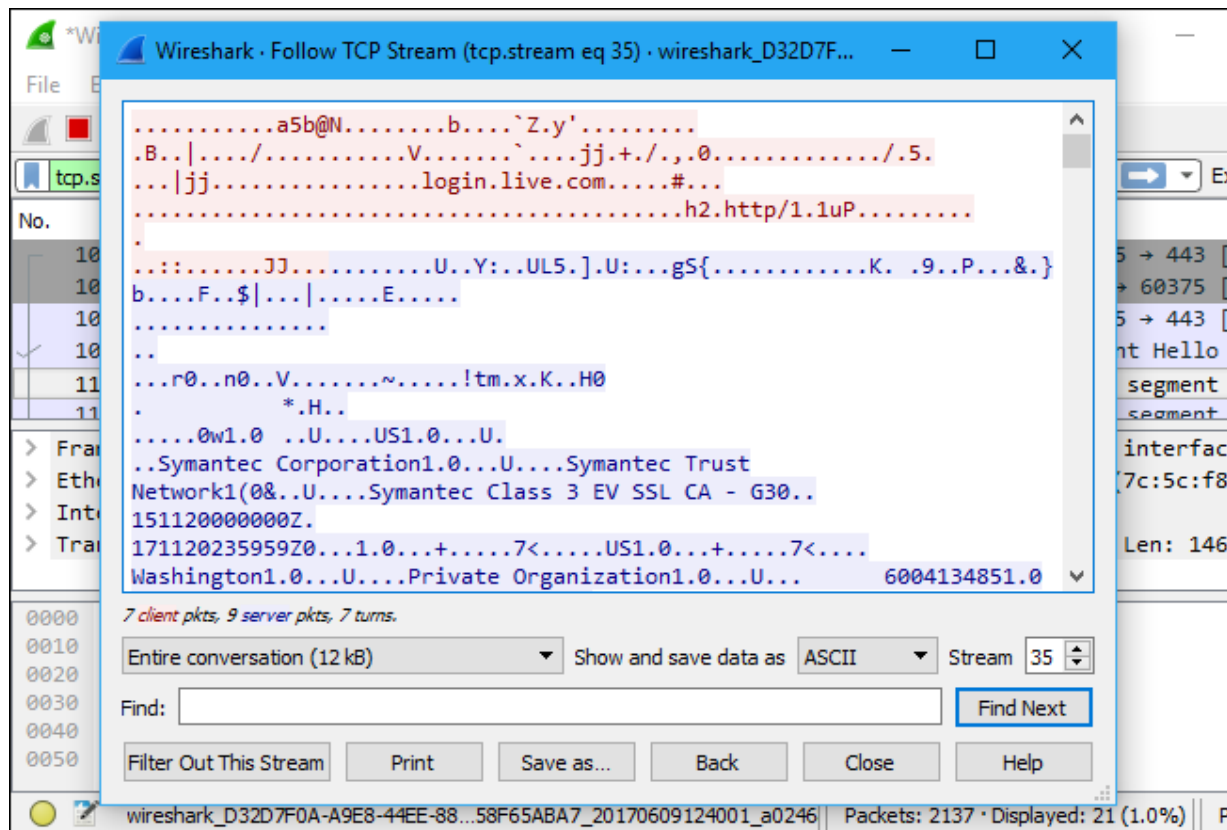 *Wi
Wireshark · Follow TCP Stream (tcp.stream eq 35) · wireshark_D32D7F...
File E
tcp.s
Ex
No.
10
5 → 443 [
10
→ 60375 [
10
5 → 443 [
10
nt Hello
11
segment
11
segment
...........a5b@N........b....`Z.y'.........
.B..|..../...........V.......`....jj.+./.,.0............./.5.
...|jj................login.live.com.....#...
..........................................h2.http/1.1uP.........
.
..::......JJ.............U..Y:..UL5.].U:...gS{............K. .9..P...&.}
b....F..$|...|.....E.....
...............
..
...r0..n0..V.......~.....!tm.x.K..H0
. *.H..
.....0w1.0 ..U....US1.0...U.
..Symantec Corporation1.0...U....Symantec Trust
Network1(0&..U....Symantec Class 3 EV SSL CA - G30..
151120000000Z.
171120235959Z0...1.0...+.....7<.....US1.0...+.....7<....
Washington1.0...U....Private Organization1.0...U... 6004134851.0
> Fra
interfac
> Eth
(7c:5c:f8
> Int
> Tra
Len: 146
7 client pkts, 9 server pkts, 7 turns.
Entire conversation (12 kB) Show and save data as ASCII Stream 35
Find: Find Next
Filter Out This Stream Print Save as... Back Close Help
0000
0010
0020
0030
0040
0050
wireshark_D32D7F0A-A9E8-44EE-88...58F65ABA7_20170609124001_a0246 Packets: 2137 · Displayed: 21 (1.0%)